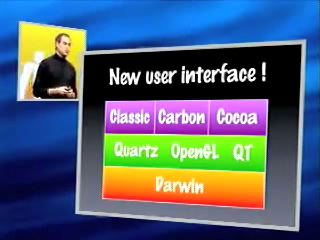 New user interface !
Classic Carbon Cocoa
Quartz OpenGL QT
Darwin